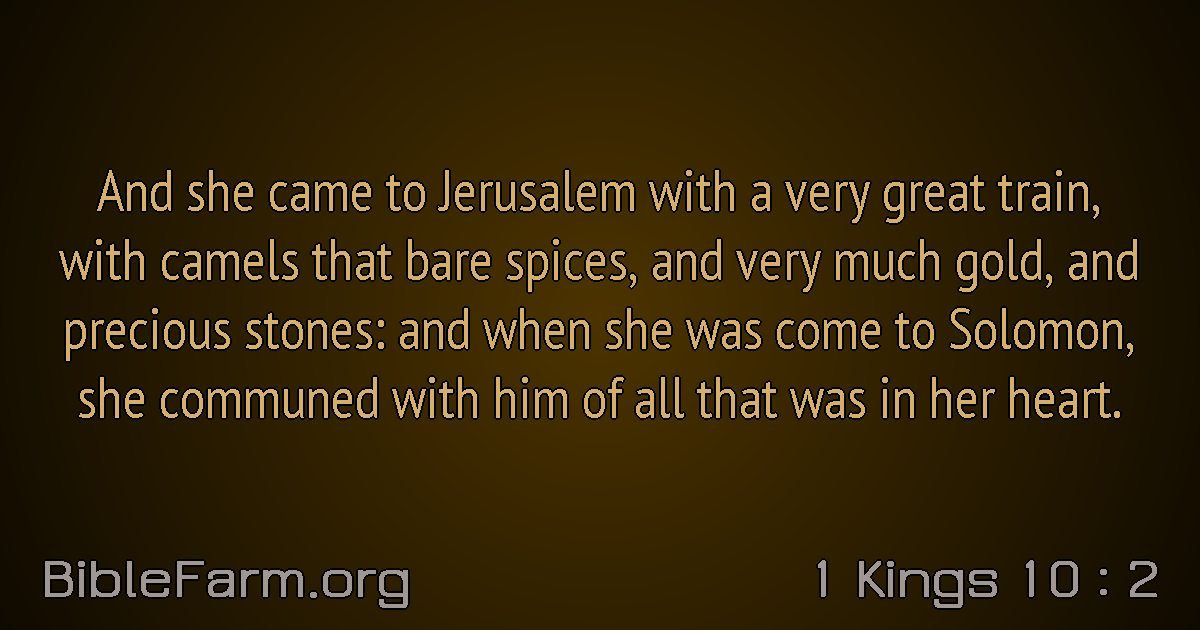 And she came to Jerusalem with a very great train,
with camels that bare spices, and very much gold, and
precious stones: and when she was come to Solomon,
she communed with him of all that was in her heart.
BibleFarm.org
1 Kings 10 : 2